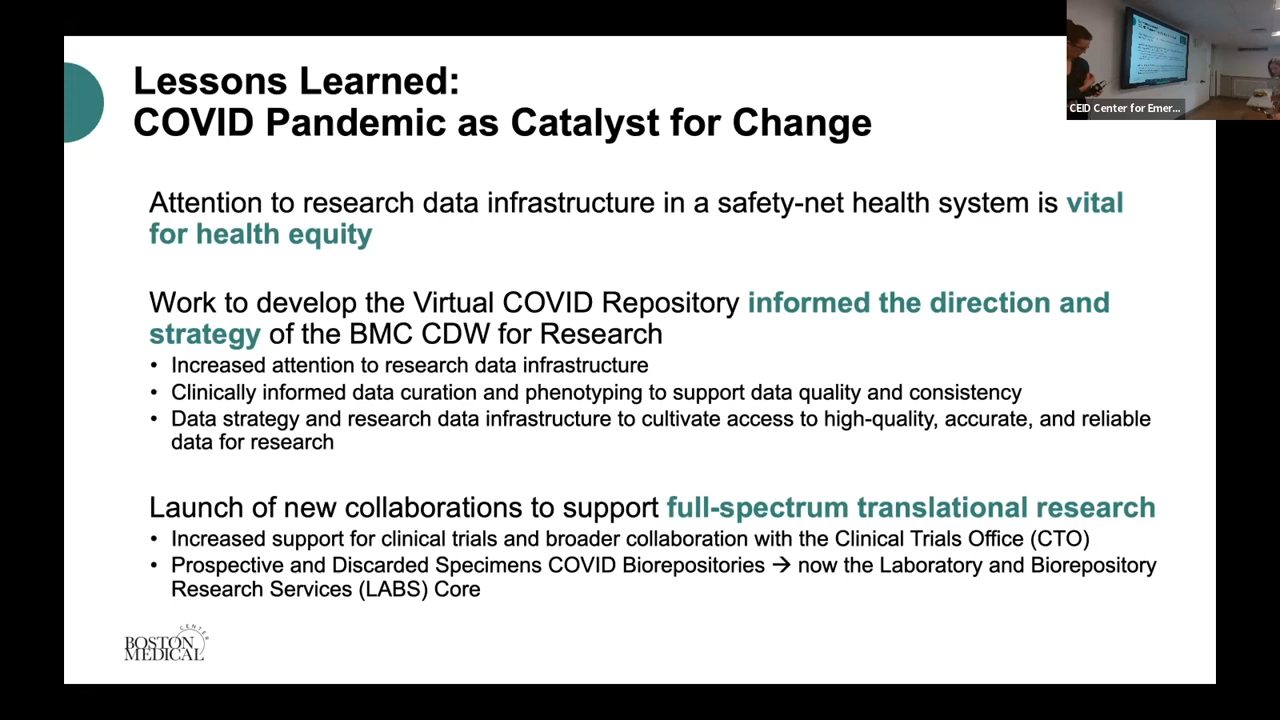 Lessons Learned:
COVID Pandemic as Catalyst for Change
CEID Center for Emer...
Attention to research data infrastructure in a safety-net health system is vital
for health equity
Work to develop the Virtual COVID Repository informed the direction and
strategy of the BMC CDW for Research
• Increased attention to research data infrastructure
• Clinically informed data curation and phenotyping to support data quality and consistency
• Data strategy and research data infrastructure to cultivate access to high-quality, accurate, and reliable
data for research
Launch of new collaborations to support full-spectrum translational research
• Increased support for clinical trials and broader collaboration with the Clinical Trials Office (CTO)
• Prospective and Discarded Specimens COVID Biorepositories → now the Laboratory and Biorepository
Research Services (LABS) Core
BOSTON
MEDICAL
CENTER